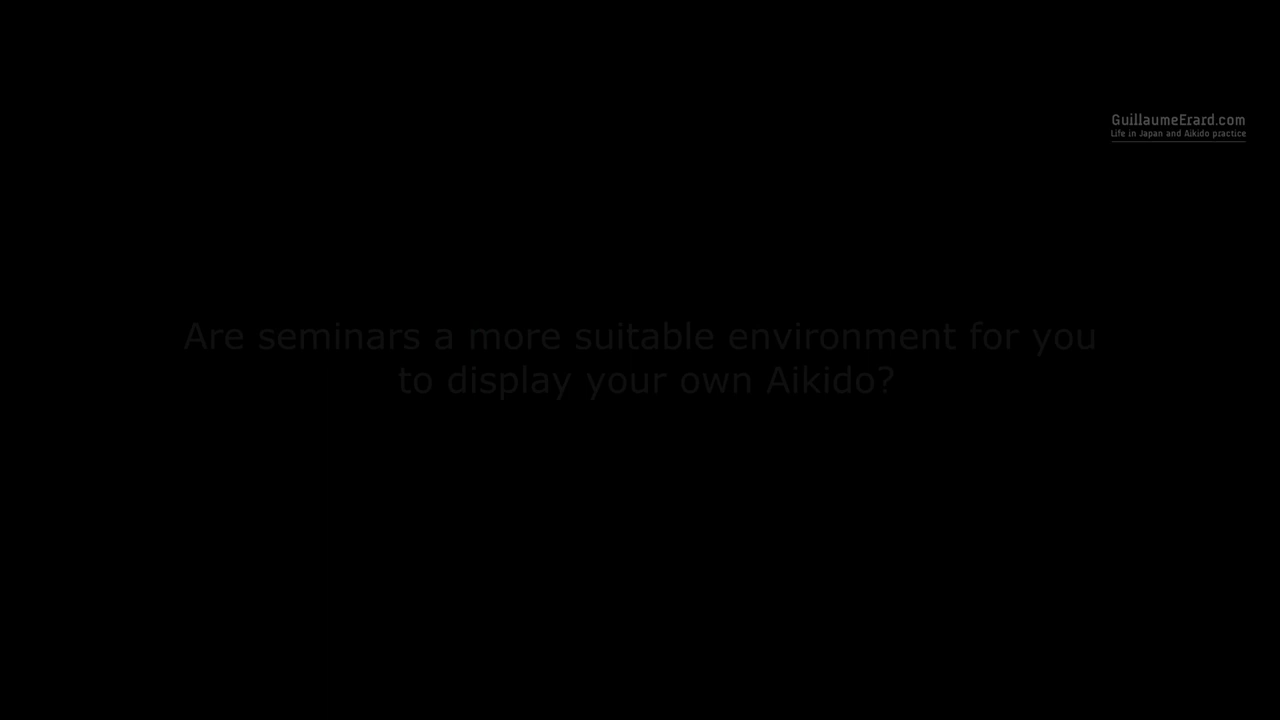 GuillaumeErard.com
Life in Japan and Aikido practice
Are seminars a more suitable environment for you
to display your own Aikido?